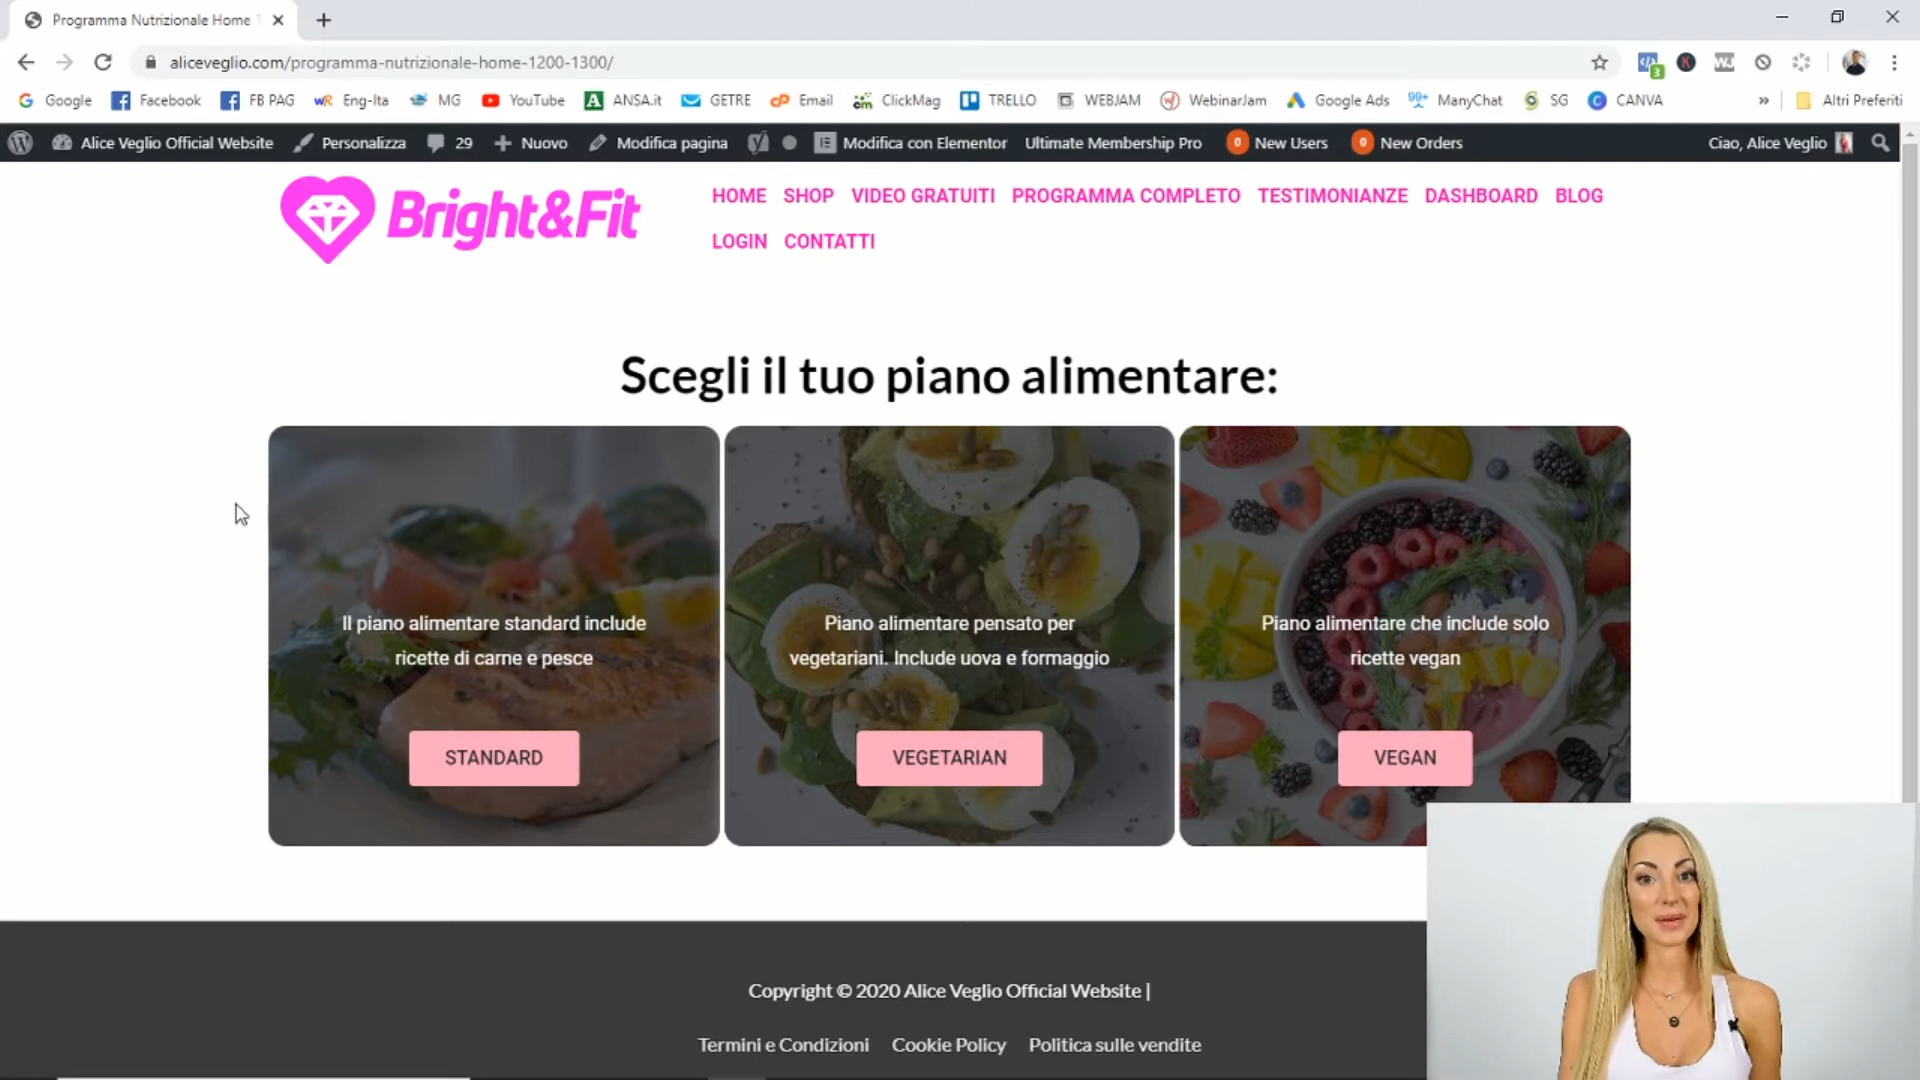 Programma Nutrizionale Home
aliceveglio.com/programma-nutrizionale-home-1200-1300/
3
Google
Facebook
FB PAG
Eng-Ita
MG
YouTube
ANSA.it
GETRE
Email
ClickMag
TRELLO
WEBJAM
WebinarJam
Google Ads
99+
ManyChat
SG
CANVA
»
Altri Preferiti
Alice Veglio Official Website
Personalizza
29
Nuovo
Modifica pagina
Modifica con Elementor
Ultimate Membership Pro
0
New Users
0
New Orders
Ciao, Alice Veglio
Bright&Fit
HOME
SHOP
VIDEO GRATUITI
PROGRAMMA COMPLETO
TESTIMONIANZE
DASHBOARD
BLOG
LOGIN
CONTATTI
Scegli il tuo piano alimentare:
Il piano alimentare standard include
ricette di carne e pesce
STANDARD
Piano alimentare pensato per
vegetariani. Include uova e formaggio
VEGETARIAN
Piano alimentare che include solo
ricette vegan
VEGAN
Copyright © 2020 Alice Veglio Official Website |
Termini e Condizioni
Cookie Policy
Politica sulle vendite